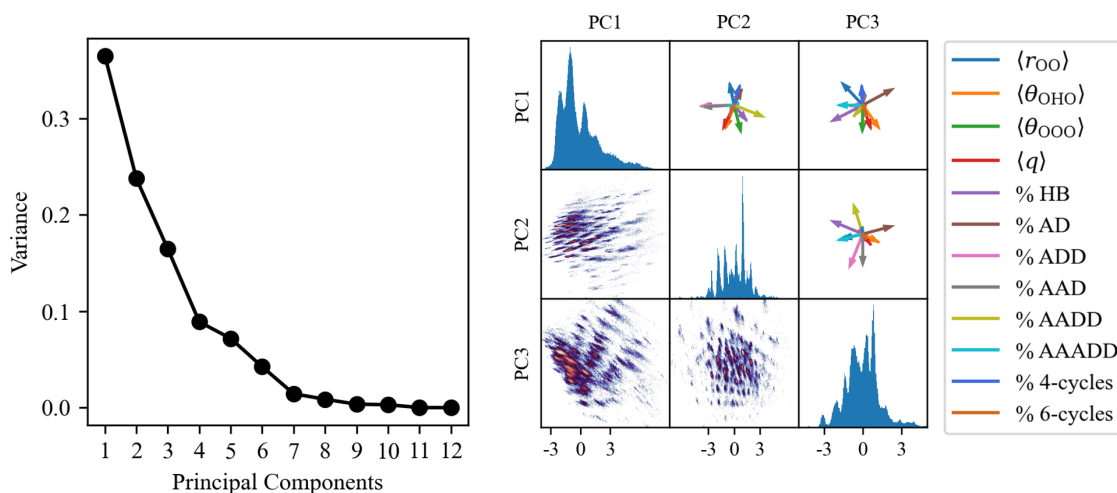 Variance
0.3
0.2
0.1
0.0
1 2 3 4 5 6 7 8 9 10 11 12
Principal Components
PC1 PC2 PC3
PC1
PC2
PC3
-3 0 3 -3 0 3 -3 0 3
⟨r_OO⟩
⟨θ_OHO⟩
⟨θ_OOO⟩
⟨q⟩
% HB
% AD
% ADD
% AAD
% AADD
% AAADD
% 4-cycles
% 6-cycles